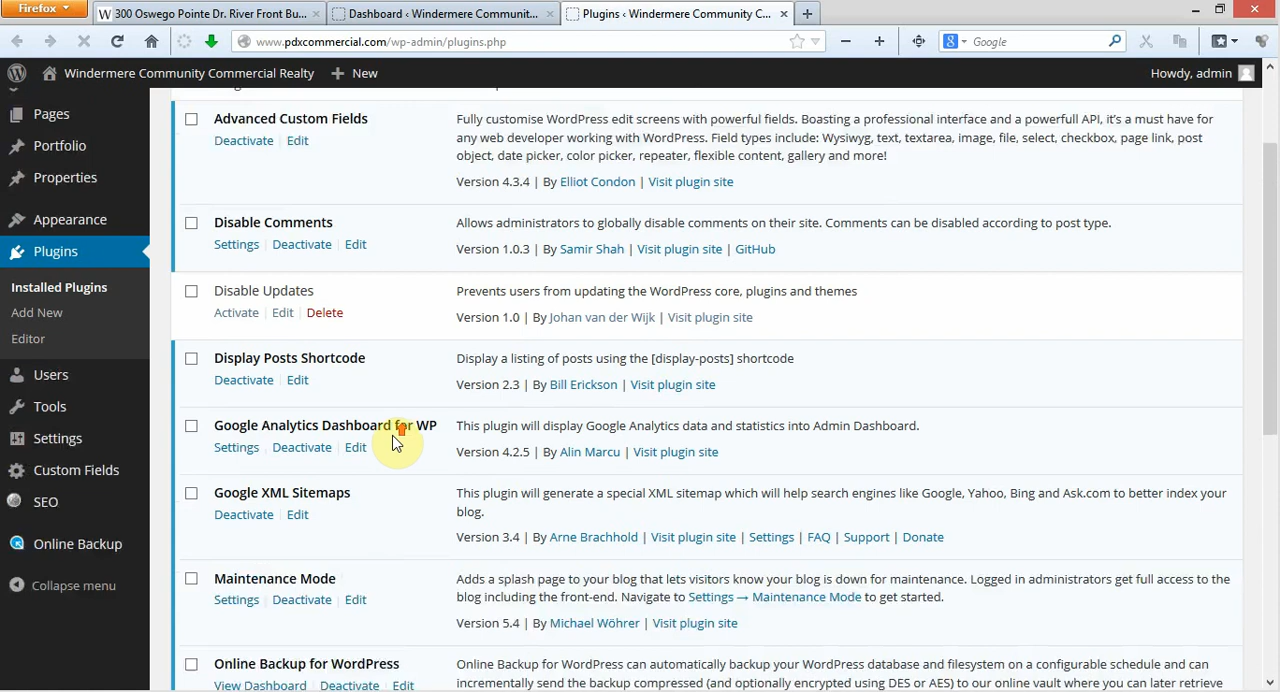 Firefox
300 Oswego Pointe Dr. River Front Bu...
Dashboard ‹ Windermere Communit...
Plugins ‹ Windermere Community C...
www.pdxcommercial.com/wp-admin/plugins.php
Google
Windermere Community Commercial Realty
New
Howdy, admin
Pages
Portfolio
Properties
Appearance
Plugins
Installed Plugins
Add New
Editor
Users
Tools
Settings
Custom Fields
SEO
Online Backup
Collapse menu
Advanced Custom Fields
Deactivate | Edit
Fully customise WordPress edit screens with powerful fields. Boasting a professional interface and a powerfull API, it's a must have for
any web developer working with WordPress. Field types include: Wysiwyg, text, textarea, image, file, select, checkbox, page link, post
object, date picker, color picker, repeater, flexible content, gallery and more!
Version 4.3.4 | By Elliot Condon | Visit plugin site
Disable Comments
Settings | Deactivate | Edit
Allows administrators to globally disable comments on their site. Comments can be disabled according to post type.
Version 1.0.3 | By Samir Shah | Visit plugin site | GitHub
Disable Updates
Activate | Edit | Delete
Prevents users from updating the WordPress core, plugins and themes
Version 1.0 | By Johan van der Wijk | Visit plugin site
Display Posts Shortcode
Deactivate | Edit
Display a listing of posts using the [display-posts] shortcode
Version 2.3 | By Bill Erickson | Visit plugin site
Google Analytics Dashboard for WP
Settings | Deactivate | Edit
This plugin will display Google Analytics data and statistics into Admin Dashboard.
Version 4.2.5 | By Alin Marcu | Visit plugin site
Google XML Sitemaps
Deactivate | Edit
This plugin will generate a special XML sitemap which will help search engines like Google, Yahoo, Bing and Ask.com to better index your
blog.
Version 3.4 | By Arne Brachhold | Visit plugin site | Settings | FAQ | Support | Donate
Maintenance Mode
Settings | Deactivate | Edit
Adds a splash page to your blog that lets visitors know your blog is down for maintenance. Logged in administrators get full access to the
blog including the front-end. Navigate to Settings → Maintenance Mode to get started.
Version 5.4 | By Michael Wöhrer | Visit plugin site
Online Backup for WordPress
View Dashboard | Deactivate | Edit
Online Backup for WordPress can automatically backup your WordPress database and filesystem on a configurable schedule and can
incrementally send the backup compressed (and optionally encrypted using DES or AES) to our online vault where you can later retrieve